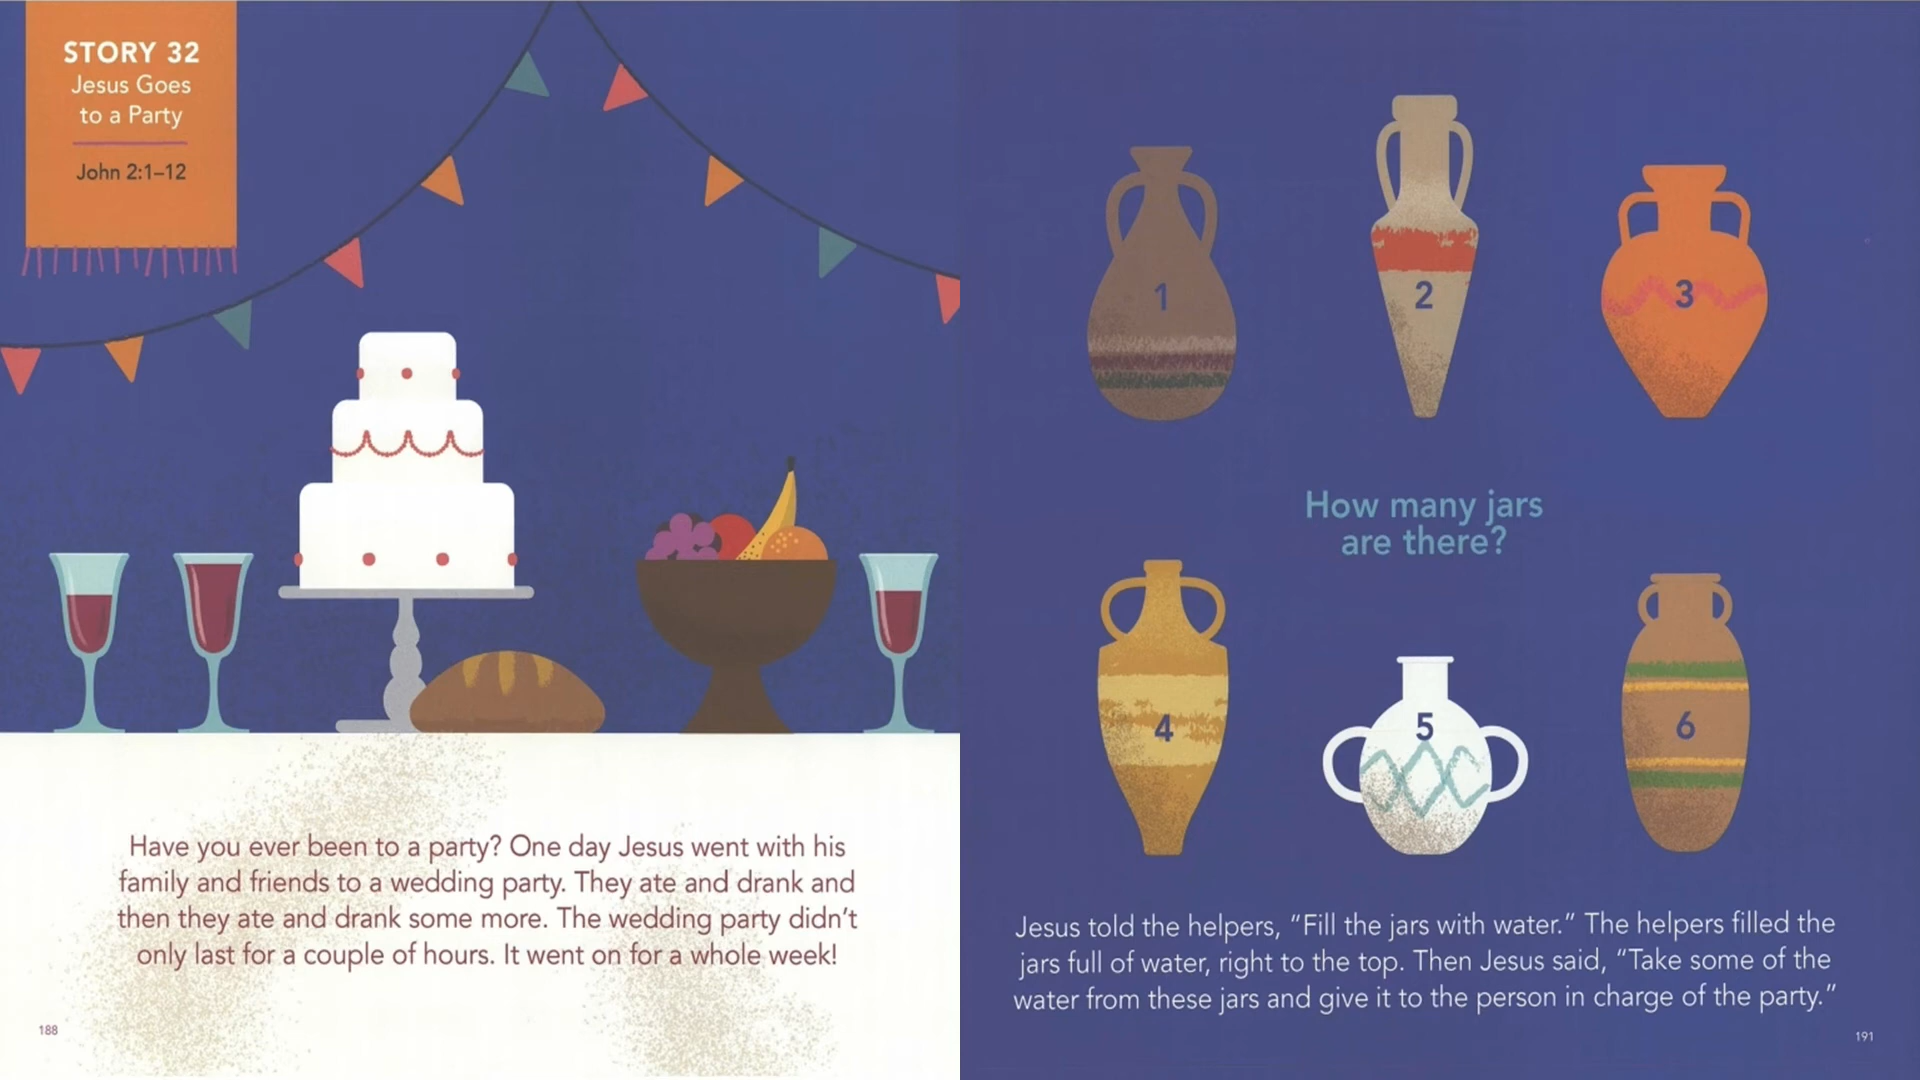 STORY 32
Jesus Goes
to a Party
John 2:1–12
Have you ever been to a party? One day Jesus went with his
family and friends to a wedding party. They ate and drank and
then they ate and drank some more. The wedding party didn’t
only last for a couple of hours. It went on for a whole week!
188
1
2
3
How many jars
are there?
4
5
6
Jesus told the helpers, “Fill the jars with water.” The helpers filled the
jars full of water, right to the top. Then Jesus said, “Take some of the
water from these jars and give it to the person in charge of the party.”
191